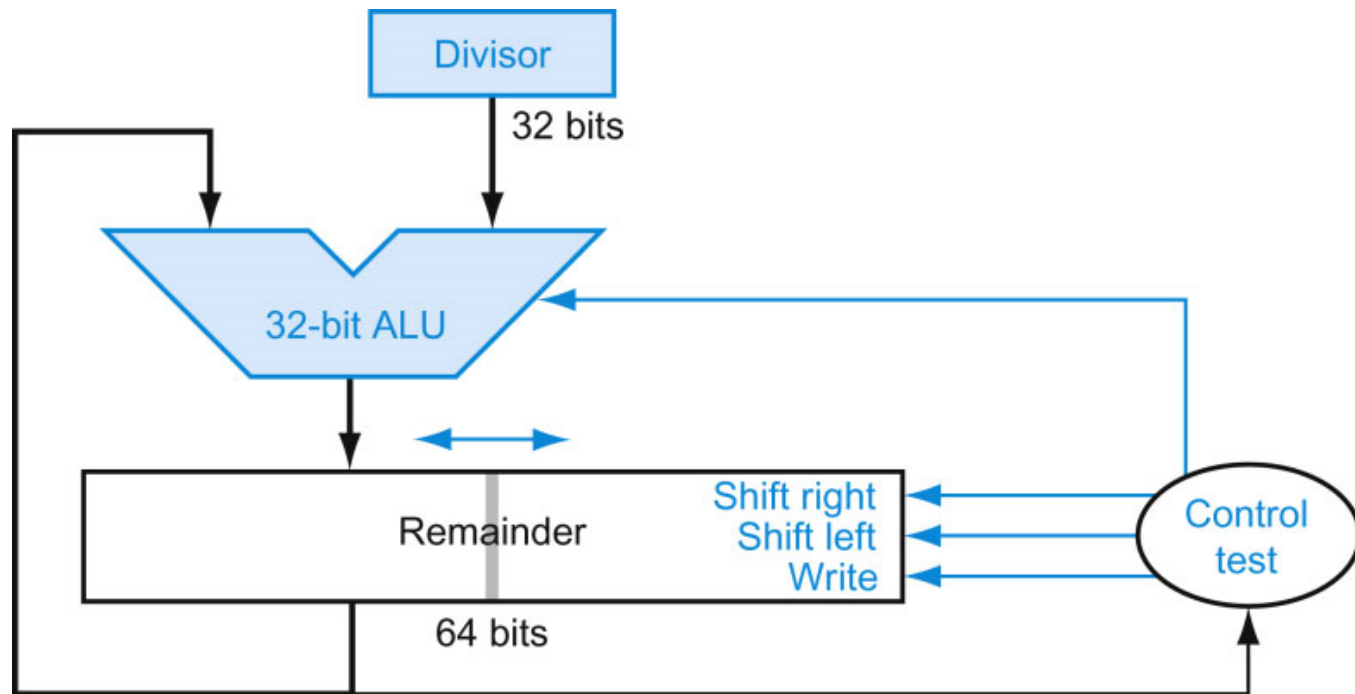 Divisor
32 bits
32-bit ALU
Remainder
Shift right
Shift left
Write
64 bits
Control
test